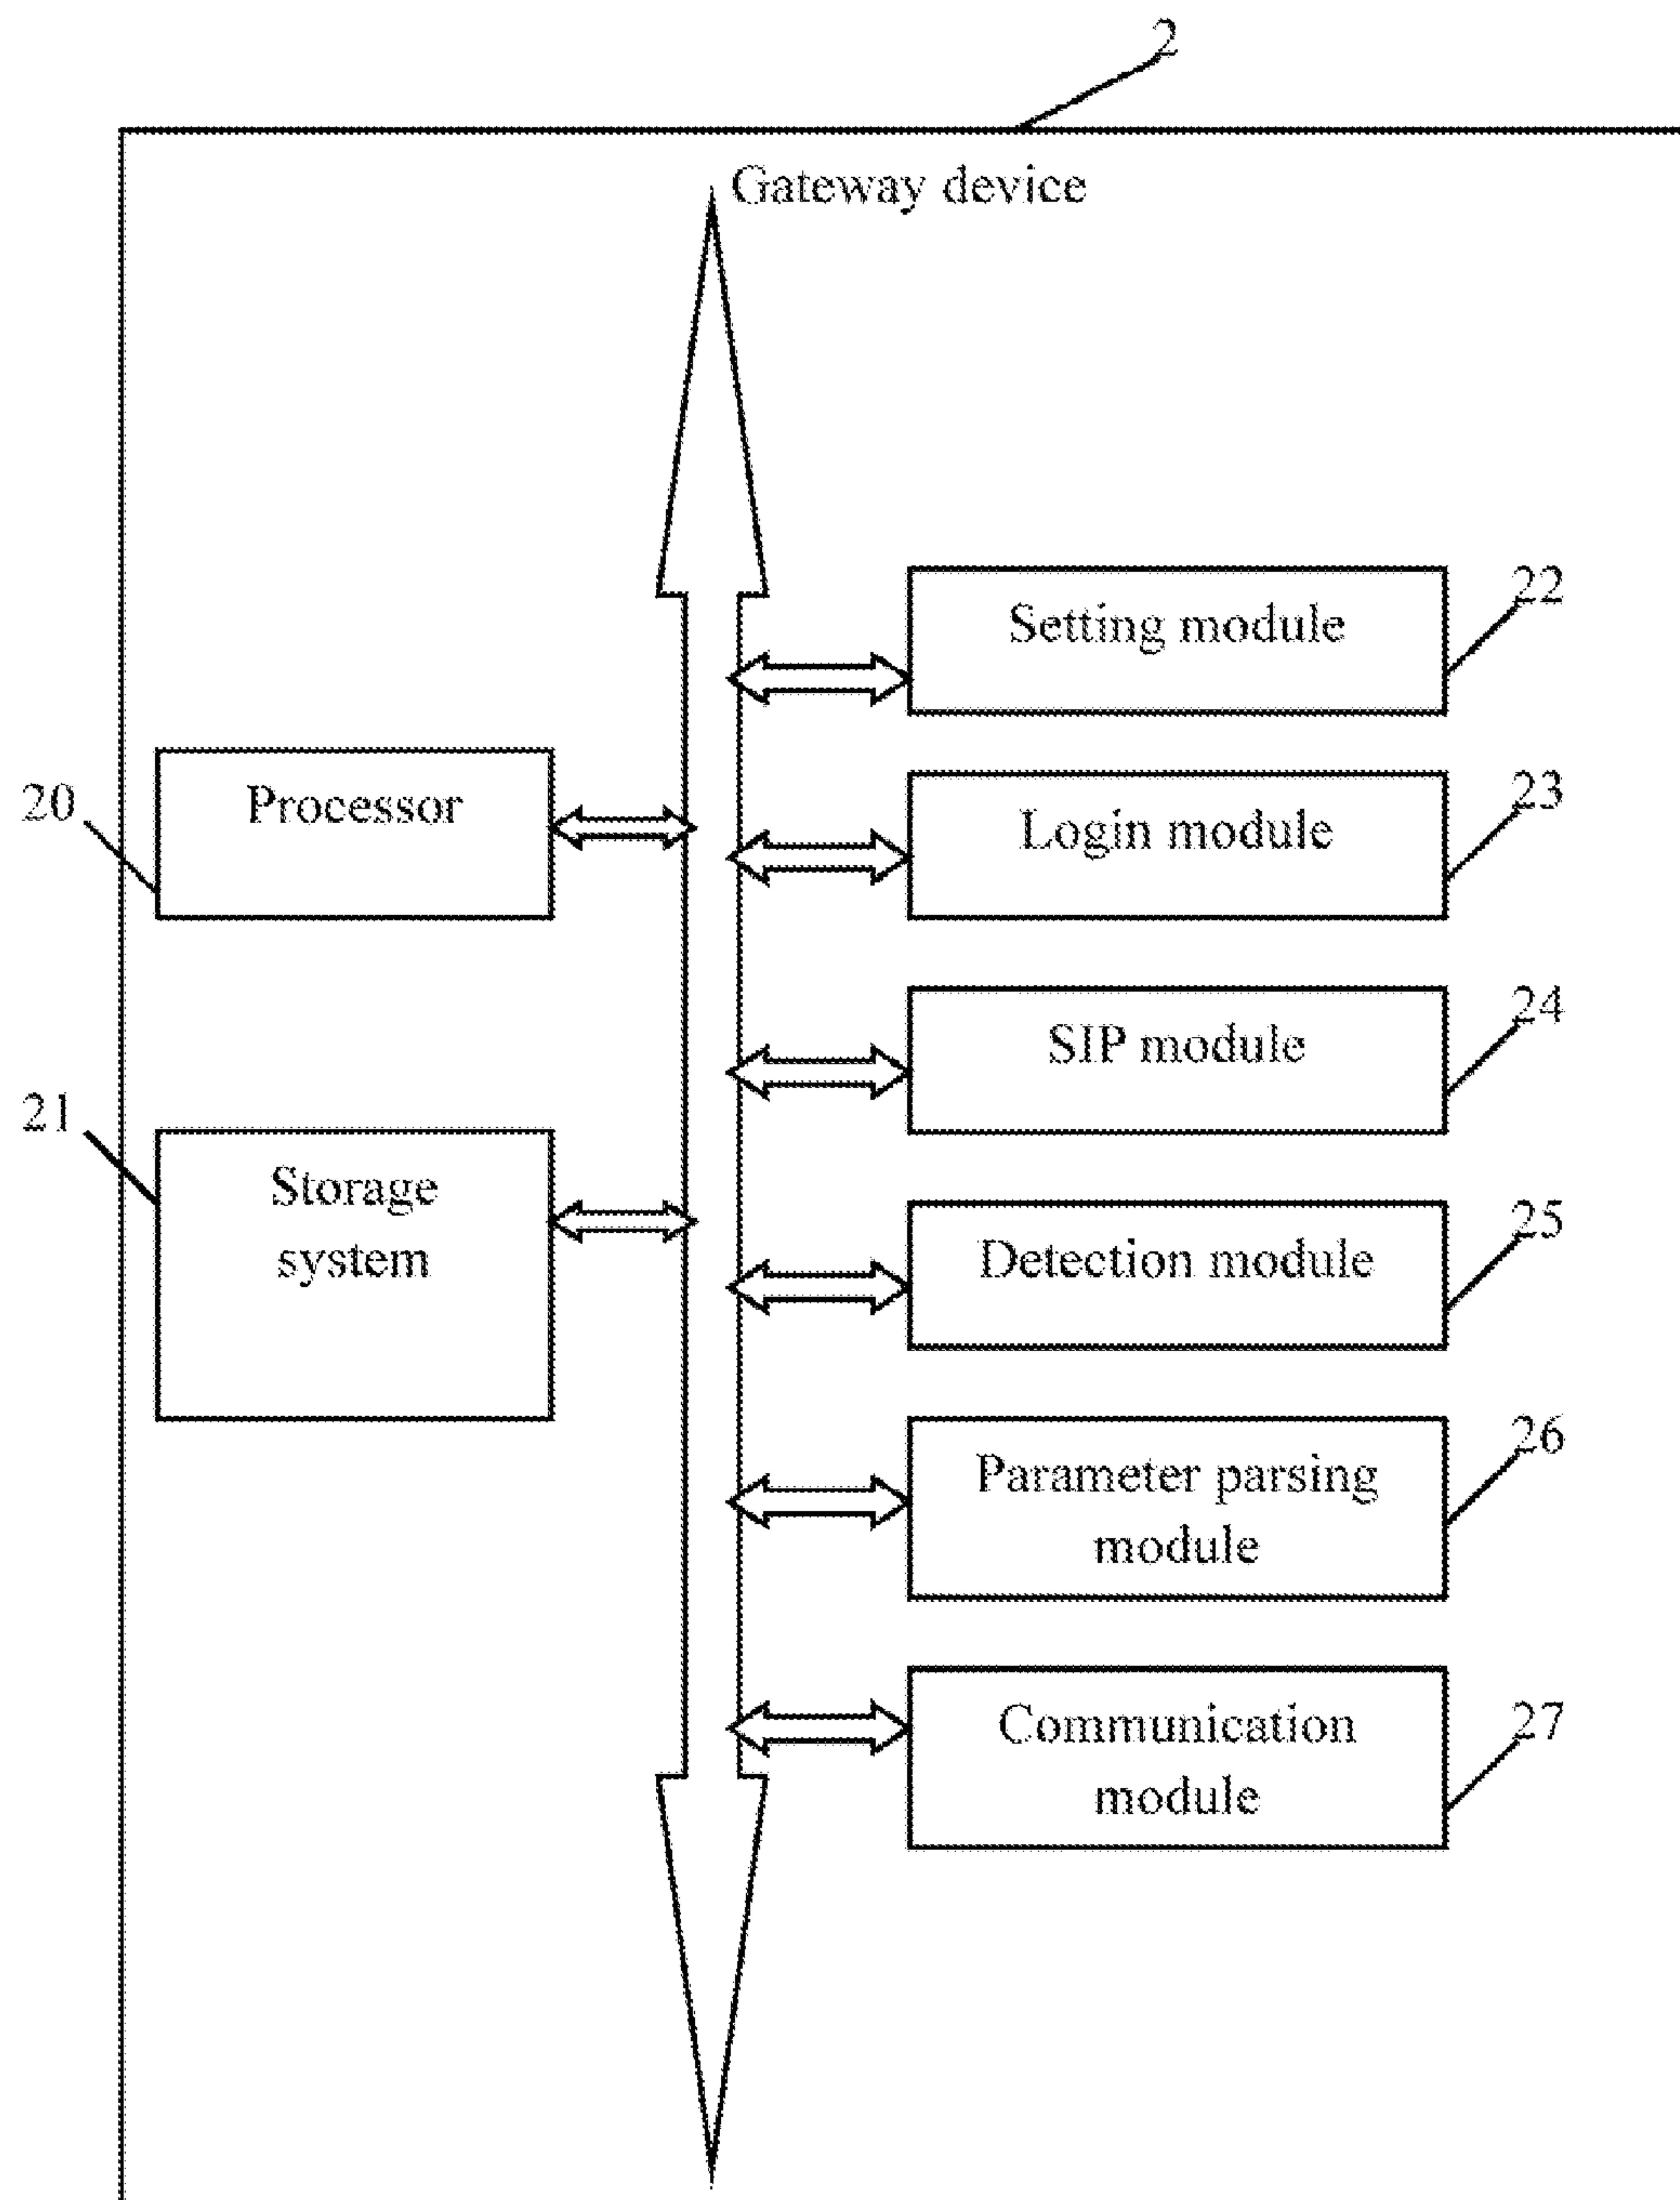 2
Gateway device
Setting module
22
Processor
20
Login module
23
SIP module
24
Storage
system
21
Detection module
25
Parameter parsing
module
26
Communication
module
27